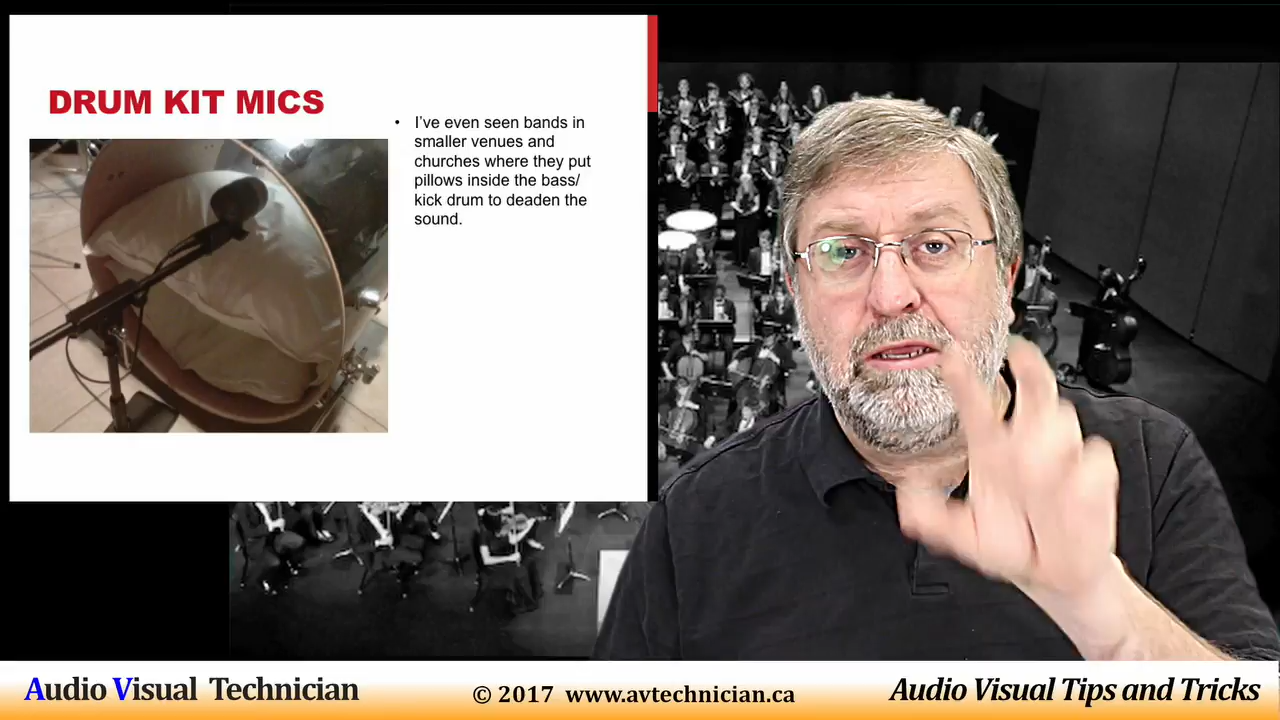 DRUM KIT MICS
• I've even seen bands in
smaller venues and
churches where they put
pillows inside the bass/
kick drum to deaden the
sound.
Audio Visual Technician
© 2017 www.avtechnician.ca
Audio Visual Tips and Tricks